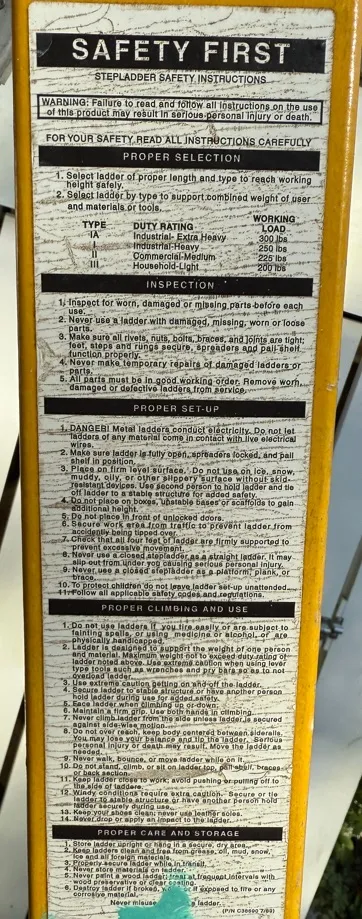 SAFETY FIRST
STEPLADDER SAFETY INSTRUCTIONS
WARNING: Failure to read and follow all instructions on the use
of this product may result in serious personal injury or death.
FOR YOUR SAFETY READ ALL INSTRUCTIONS CAREFULLY
PROPER SELECTION
1. Select ladder of proper length and type to reach working
height safely.
2. Select ladder by type to support combined weight of user
and materials or tools.
TYPE DUTY RATING WORKING LOAD
IA Industrial- Extra Heavy 300 lbs
I Industrial-Heavy 250 lbs
II Commercial-Medium 225 lbs
III Household-Light 200 lbs
INSPECTION
1. Inspect for worn, damaged or missing parts before each
use.
2. Never use a ladder with damaged, missing, worn or loose
parts.
3. Make sure all rivets, nuts, bolts, braces, and joints are tight;
feet, steps and rungs secure, spreaders and pail shelf
function properly.
4. Never make temporary repairs of damaged ladders or
parts.
5. All parts must be in good working order. Remove worn,
damaged or defective ladders from service.
PROPER SET-UP
1. DANGER! Metal ladders conduct electricity. Do not let
ladders of any material come in contact with live electrical
wires.
2. Make sure ladder is fully open, spreaders locked, and pail
shelf in position.
3. Place on firm level surface. Do not use on ice, snow,
muddy, oily, or other slippery surface without skid-
resistant devices. Use second person to hold ladder and tie
off ladder to a stable structure for added safety.
4. Do not place on boxes, unstable bases or scaffolds to gain
additional height.
5. Do not place in front of unlocked doors.
6. Secure work area from traffic to prevent ladder from
accidently being tipped over.
7. Check that all four feet of ladder are firmly supported to
prevent excessive movement.
8. Never use a closed stepladder as a straight ladder. It may
slip out from under you causing serious personal injury.
9. Never use a closed stepladder as a platform, plank, or
brace.
10. To protect children do not leave ladder set-up unattended.
11. Follow all applicable safety codes and regulations.
PROPER CLIMBING AND USE
1. Do not use ladders if you tire easily or are subject to
fainting spells, or using medicine or alcohol, or are
physically handicapped.
2. Ladder is designed to support the weight of one person
and material. Maximum weight not to exceed duty rating of
ladder noted above. Use extreme caution when using lever
type tools such as wrenches and pry bars so as to not
overload ladder.
3. Use extreme caution getting on and off the ladder.
4. Secure ladder to stable structure or have another person
hold ladder during use for added safety.
5. Face ladder when climbing up or down.
6. Maintain a firm grip. Use both hands in climbing.
7. Never climb ladder from the side unless ladder is secured
against side-wise motion.
8. Do not over reach, keep body centered between siderails.
You may lose your balance and tip the ladder. Serious
personal injury or death may result. Move the ladder as
needed.
9. Never walk, bounce, or move ladder while on it.
10. Do not stand, climb, or sit on ladder top, pail shelf, braces
or back section.
11. Keep ladder close to work; avoid pushing or pulling off to
the side of ladders.
12. Windy conditions require extra caution. Secure or tie
ladder to stable structure or have another person hold
ladder securely during use.
13. Keep your shoes clean; never use leather soles.
14. Never drop or apply an impact to the ladder.
PROPER CARE AND STORAGE
1. Store ladder upright or hang in a secure, dry area.
2. Keep ladders clean and free from grease, oil, mud, snow,
ice and all foreign materials.
3. Properly secure ladder while in transit.
4. Never store materials on ladder.
5. Never paint a wood ladder; treat at frequent intervals with
wood preservative or clear coating.
6. Destroy ladder if broken, if exposed to fire or any
corrosive material.
Never misuse a ladder.